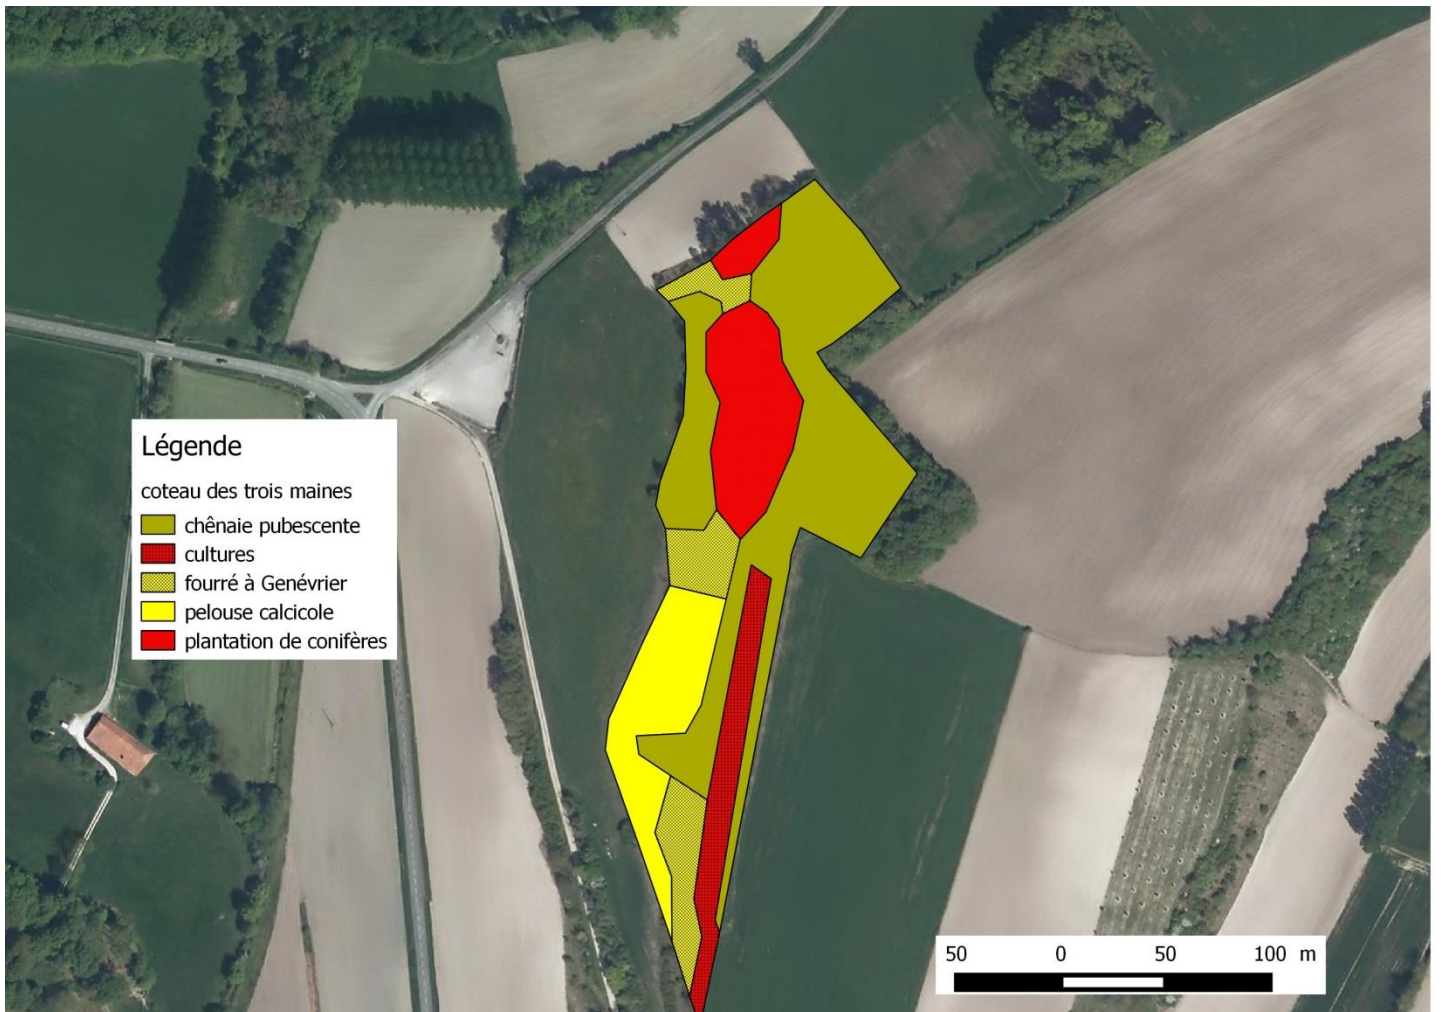 Légende
coteau des trois maines
chênaie pubescente
cultures
fourré à Genévrier
pelouse calcicole
plantation de conifères
50 0 50 100 m